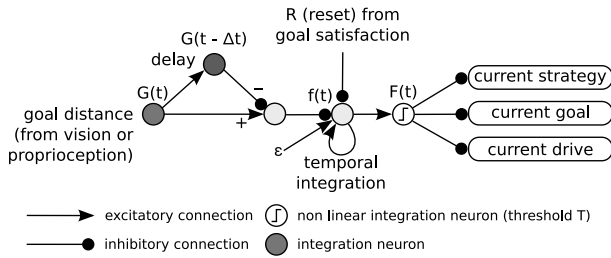 R (reset) from
goal satisfaction
G(t - Δt)
delay
G(t)
−
+
f(t)
F(t)
goal distance
(from vision or
proprioception)
ε
temporal
integration
current strategy
current goal
current drive
excitatory connection
non linear integration neuron (threshold T)
inhibitory connection
integration neuron